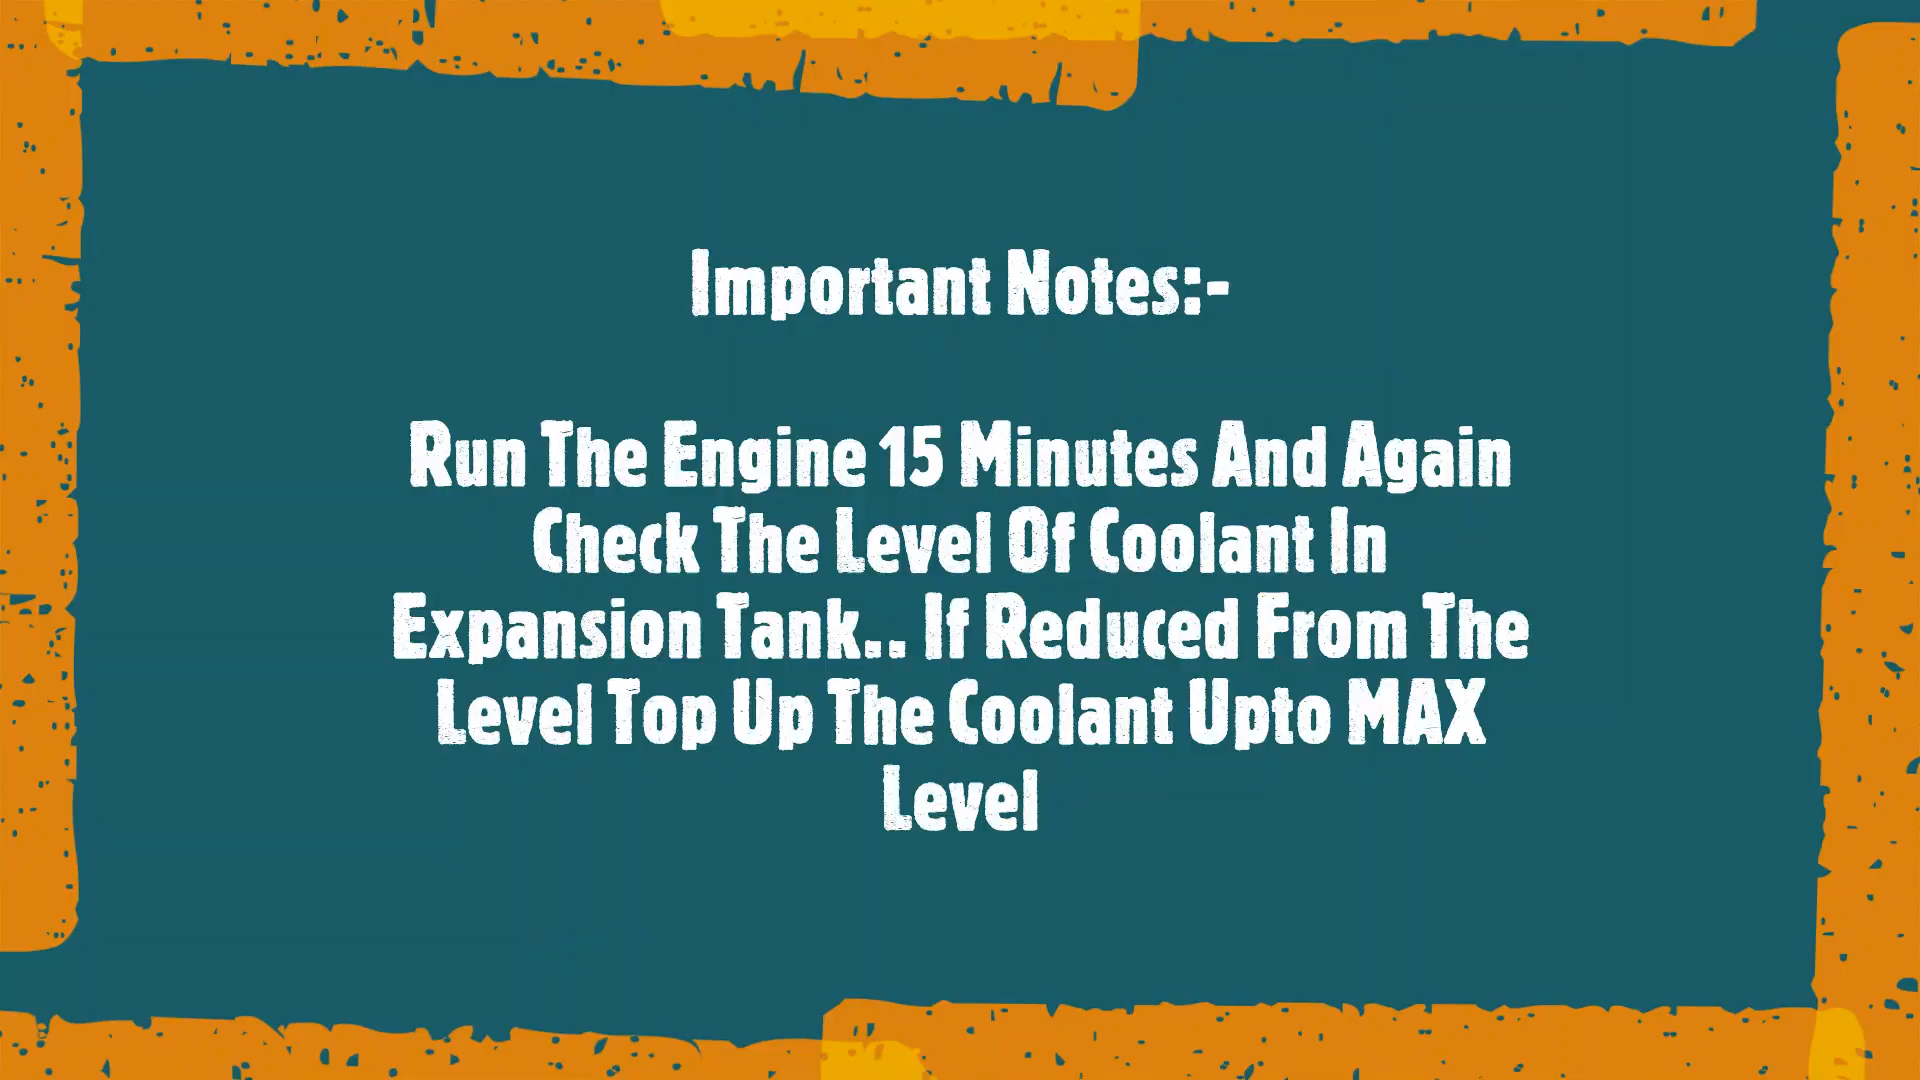 Important Notes:-
Run The Engine 15 Minutes And Again
Check The Level Of Coolant In
Expansion Tank.. If Reduced From The
Level Top Up The Coolant Upto MAX
Level